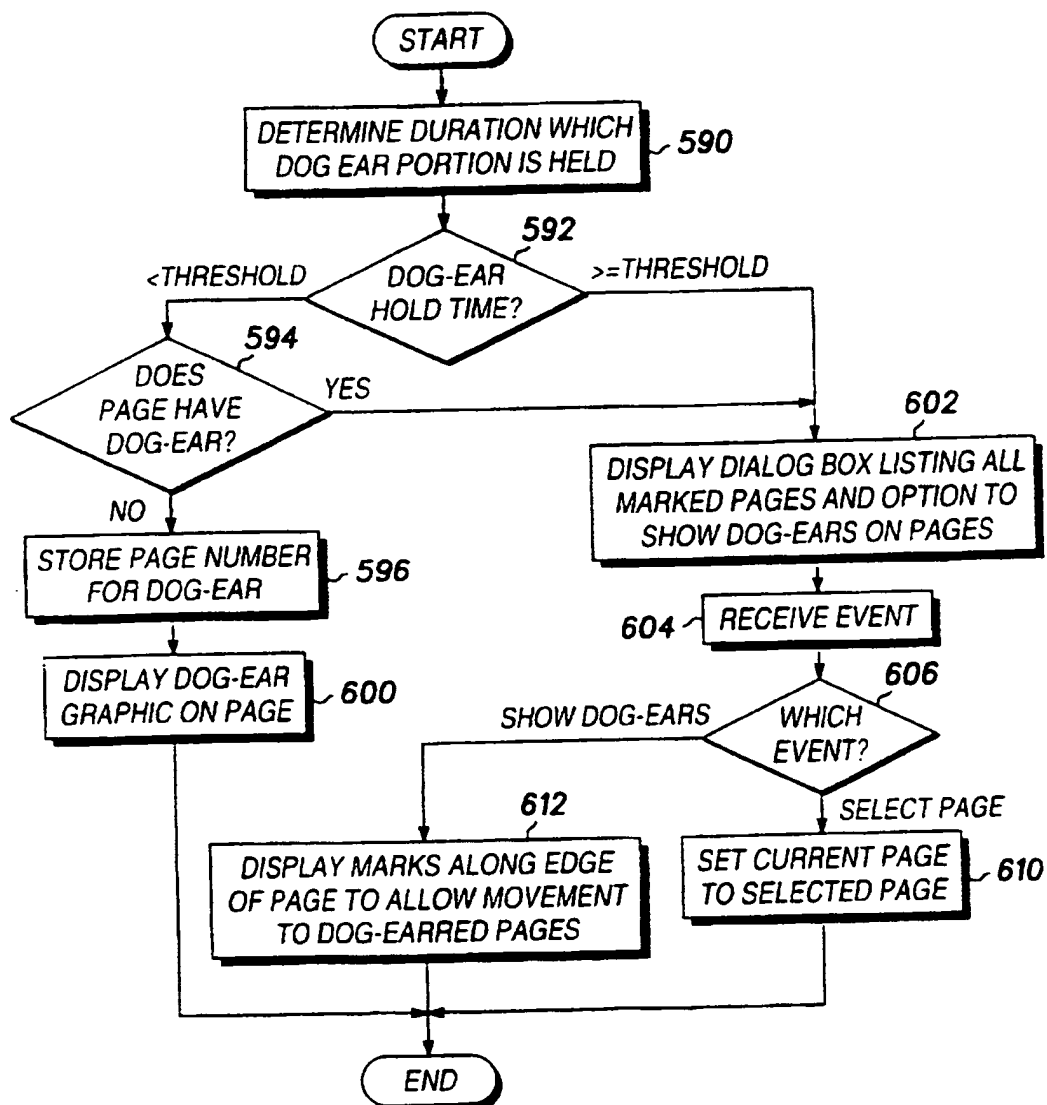 START
DETERMINE DURATION WHICH
DOG EAR PORTION IS HELD
590
592
<THRESHOLD
DOG-EAR
HOLD TIME?
>=THRESHOLD
594
DOES
PAGE HAVE
DOG-EAR?
YES
NO
602
DISPLAY DIALOG BOX LISTING ALL
MARKED PAGES AND OPTION TO
SHOW DOG-EARS ON PAGES
STORE PAGE NUMBER
FOR DOG-EAR
596
604
RECEIVE EVENT
DISPLAY DOG-EAR
GRAPHIC ON PAGE
600
606
SHOW DOG-EARS
WHICH
EVENT?
SELECT PAGE
612
DISPLAY MARKS ALONG EDGE
OF PAGE TO ALLOW MOVEMENT
TO DOG-EARRED PAGES
SET CURRENT PAGE
TO SELECTED PAGE
610
END